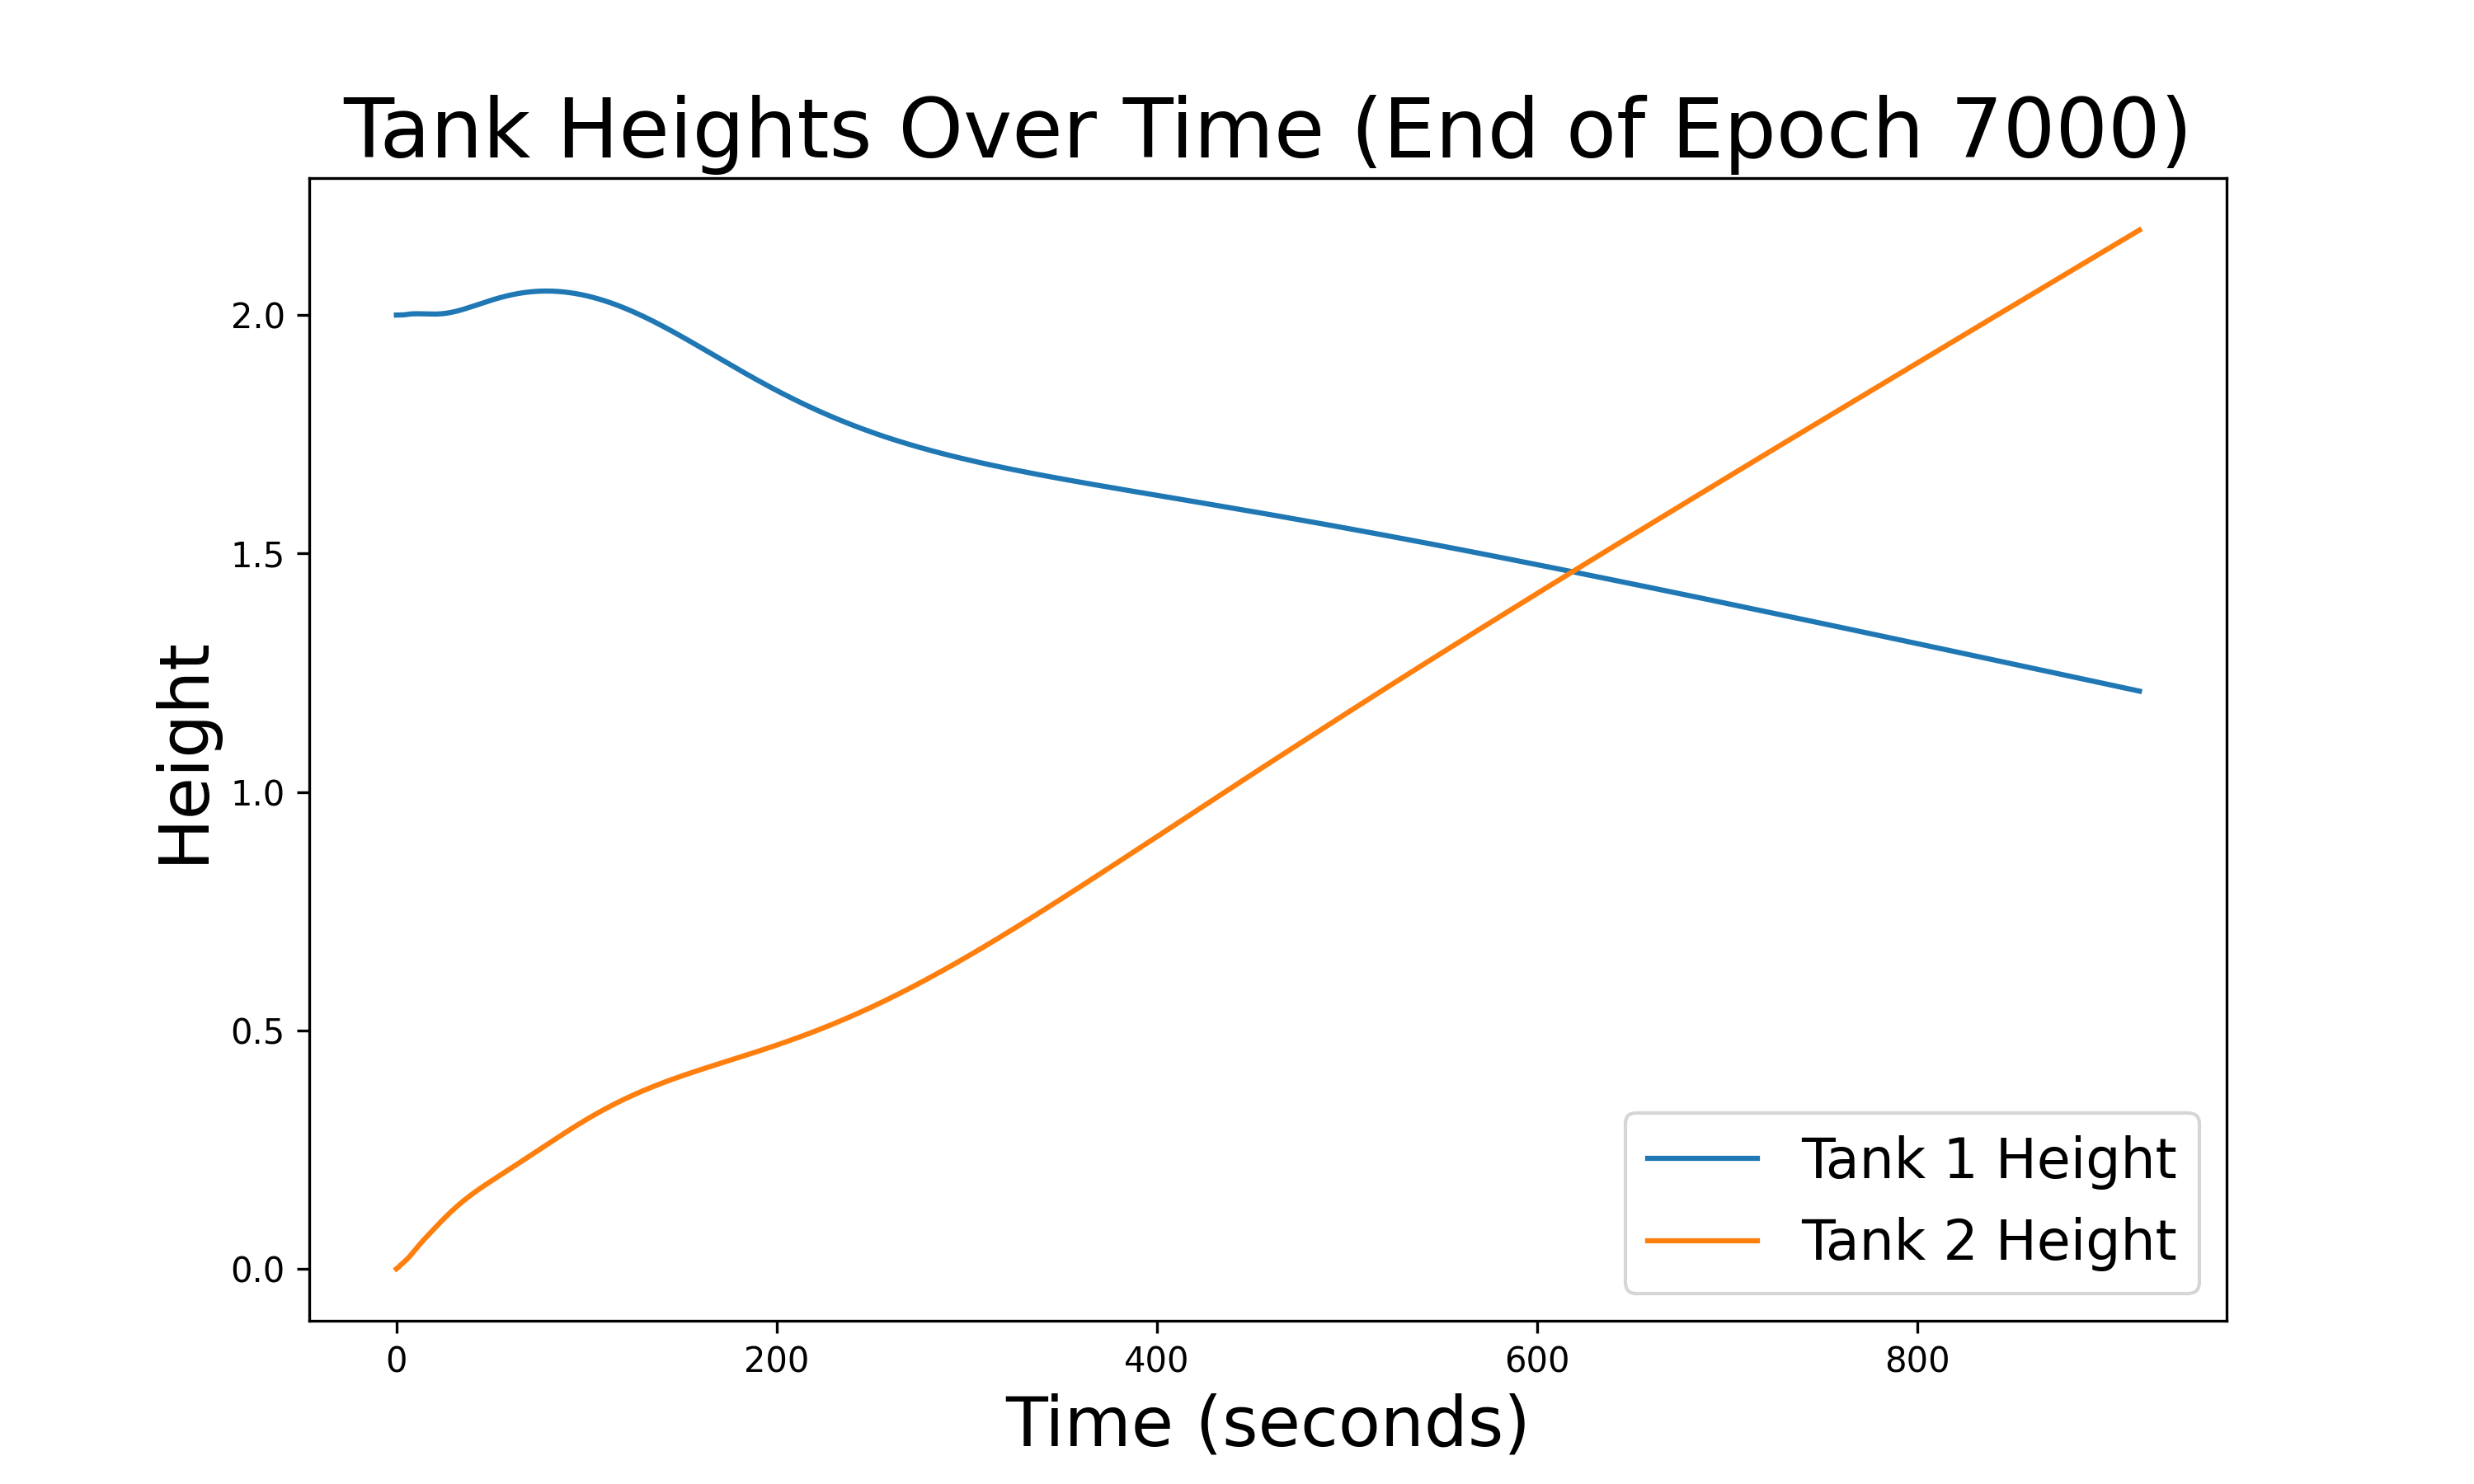 Tank Heights Over Time (End of Epoch 7000)
Height
2.0
1.5
1.0
0.5
0.0
Tank 1 Height
Tank 2 Height
0 200 400 600 800
Time (seconds)